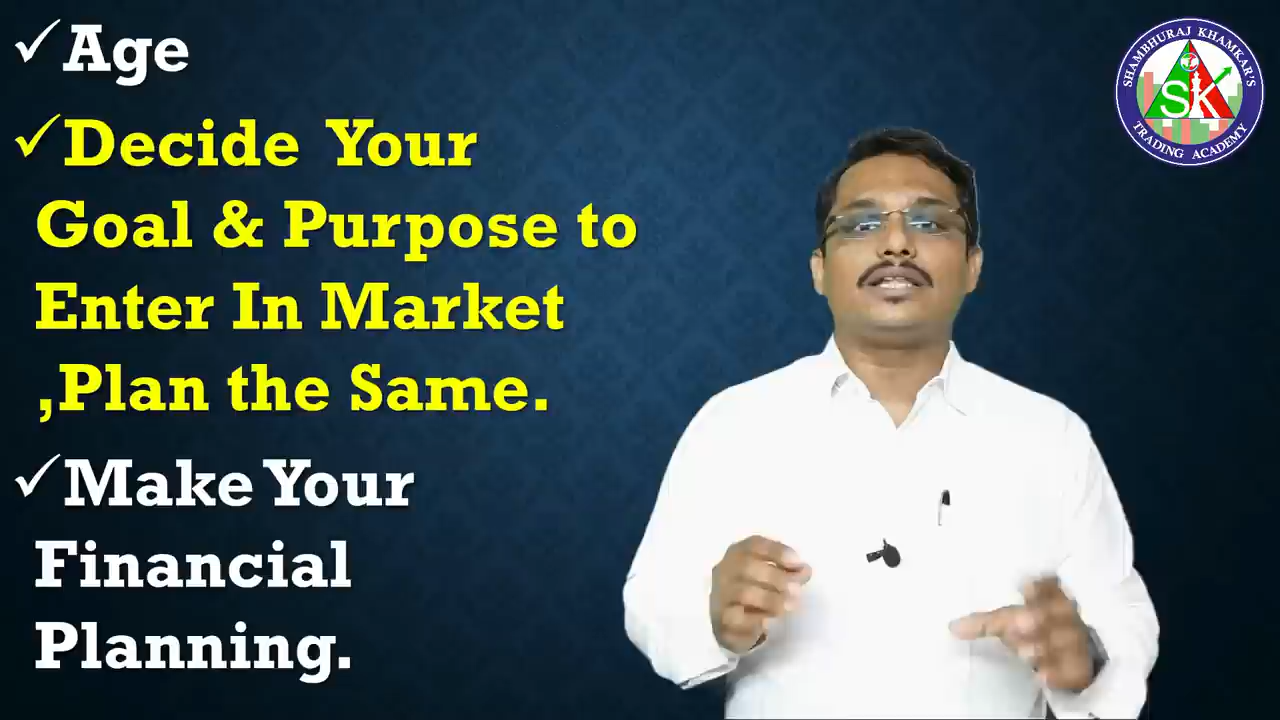 ✓Age
✓Decide Your
Goal & Purpose to
Enter In Market
,Plan the Same.
✓Make Your
Financial
Planning.
SHAMBHURAJ KHAMKAR'S
SK
TRADING ACADEMY